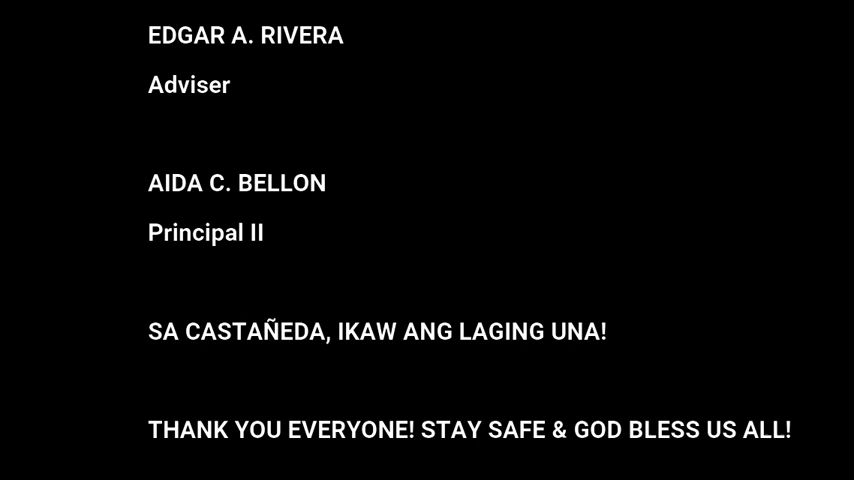 EDGAR A. RIVERA
Adviser
AIDA C. BELLON
Principal II
SA CASTAÑEDA, IKAW ANG LAGING UNA!
THANK YOU EVERYONE! STAY SAFE & GOD BLESS US ALL!